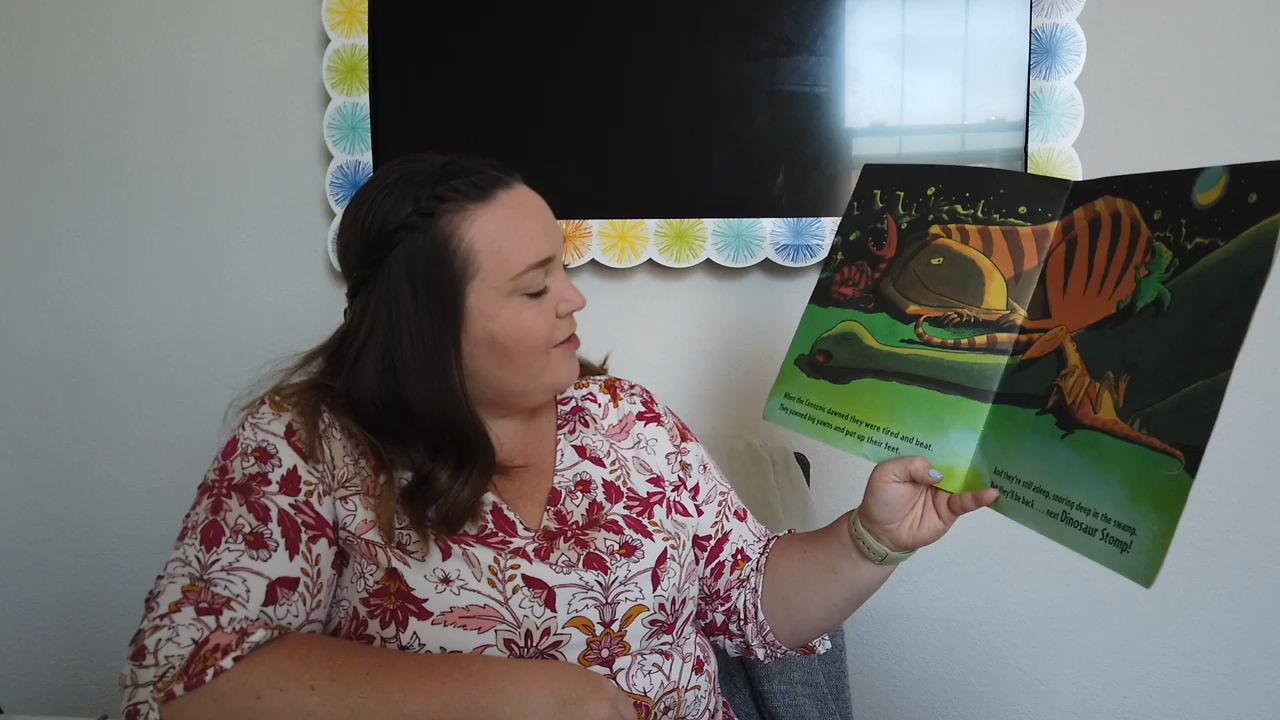 When the Cenozoic dawned they were tired and beat.
They yawned big yawns and put up their feet.
And they're still asleep, snoring deep in the swamp.
But they'll be back... next Dinosaur Stomp!